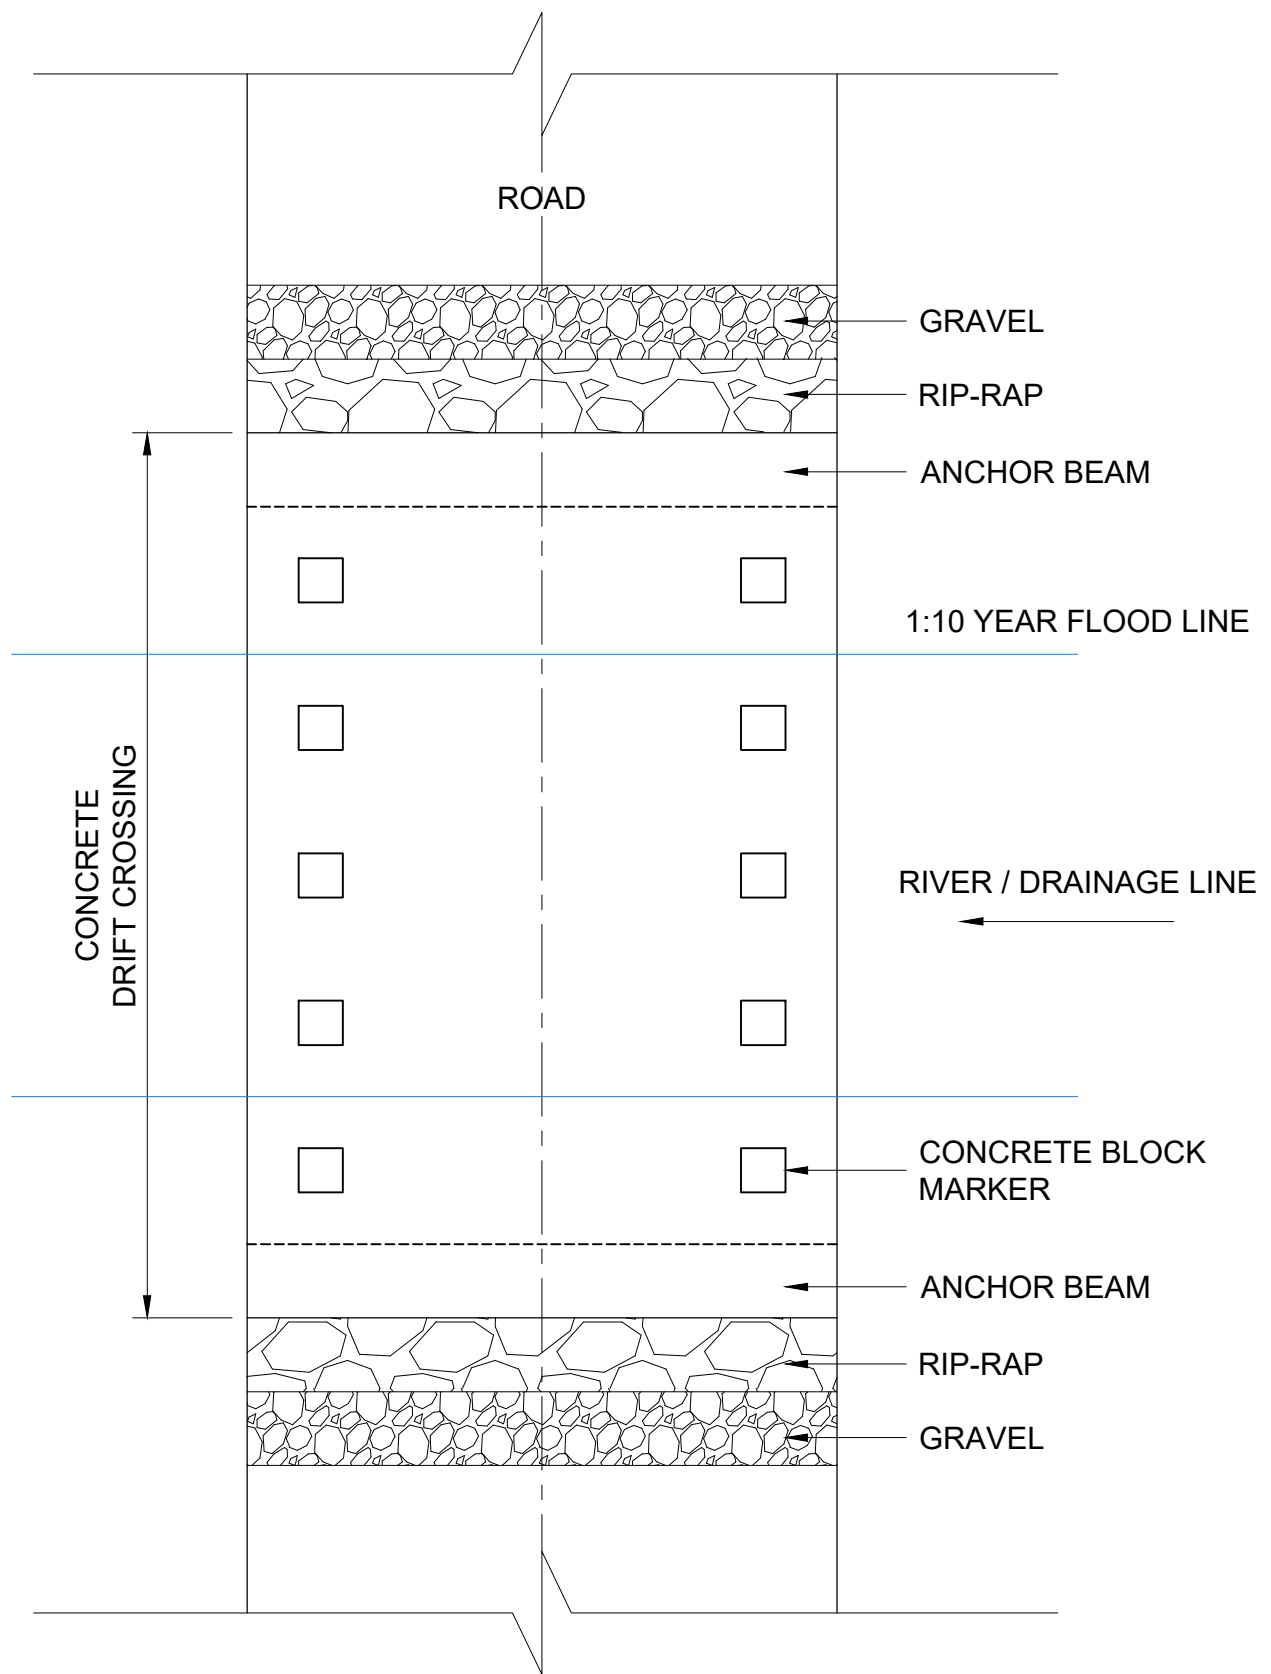 ROAD
GRAVEL
RIP-RAP
ANCHOR BEAM
1:10 YEAR FLOOD LINE
CONCRETE
DRIFT CROSSING
RIVER / DRAINAGE LINE
CONCRETE BLOCK
MARKER
ANCHOR BEAM
RIP-RAP
GRAVEL